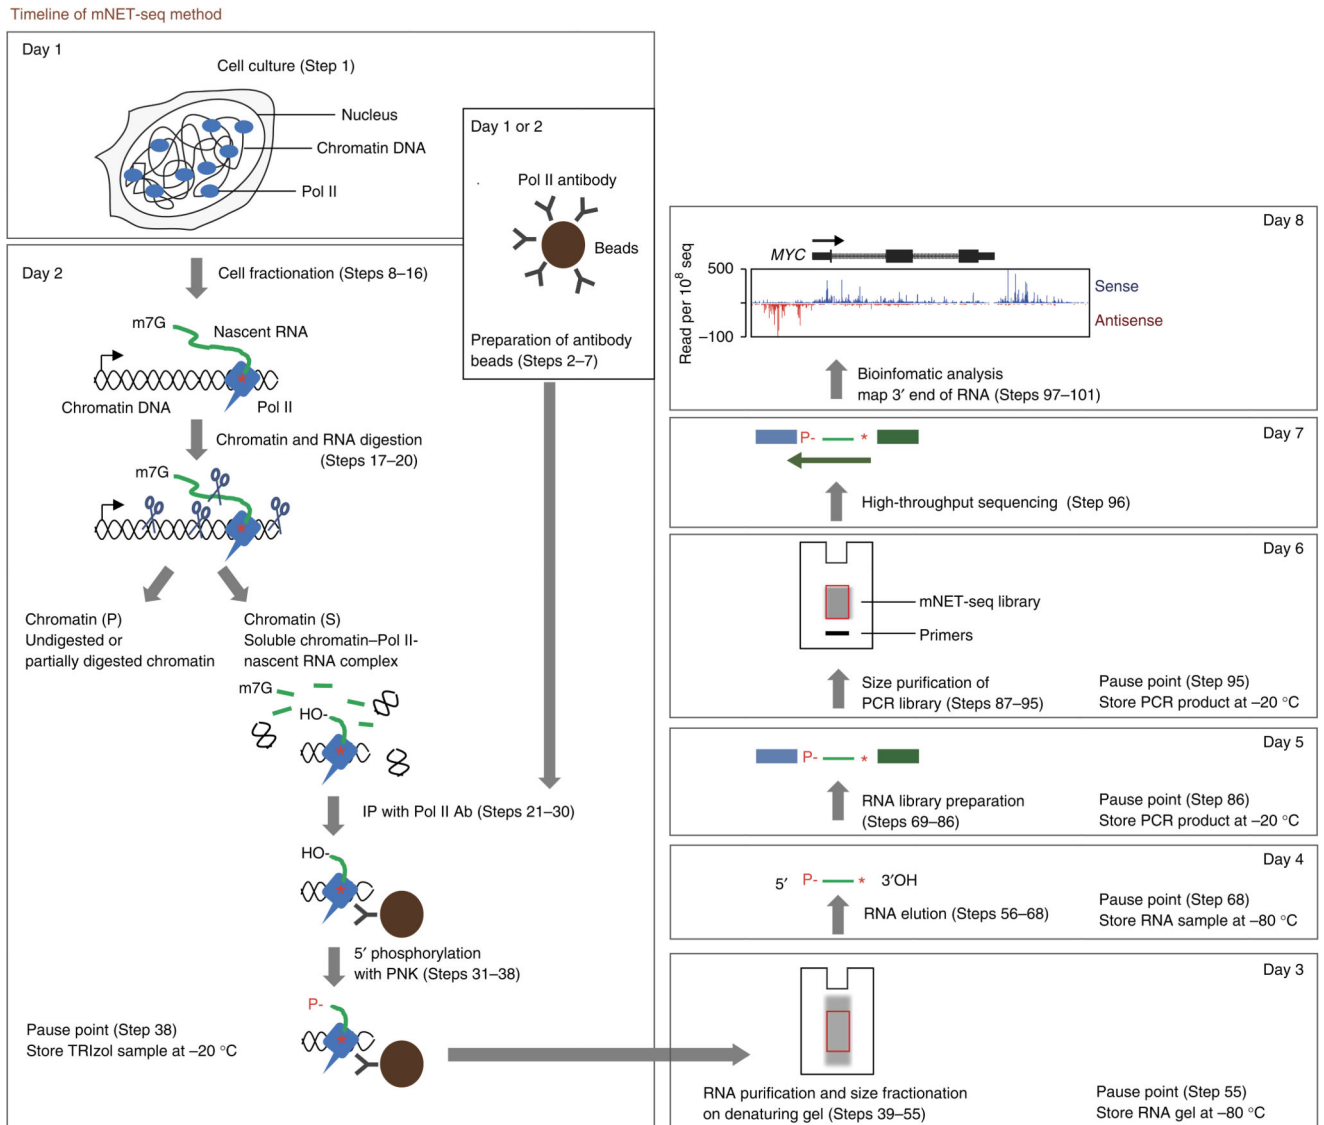 Timeline of mNET-seq method
Day 1
Cell culture (Step 1)
Nucleus
Chromatin DNA
Pol II
Day 1 or 2
Pol II antibody
Beads
Preparation of antibody
beads (Steps 2–7)
Day 2
Cell fractionation (Steps 8–16)
m7G
Nascent RNA
*
Chromatin DNA
Pol II
Chromatin and RNA digestion
(Steps 17–20)
m7G
*
Chromatin (P)
Undigested or
partially digested chromatin
Chromatin (S)
Soluble chromatin–Pol II-
nascent RNA complex
m7G
HO-
*
IP with Pol II Ab (Steps 21–30)
HO-
*
5′ phosphorylation
with PNK (Steps 31–38)
P-
*
Pause point (Step 38)
Store TRIzol sample at –20 °C
Day 3
RNA purification and size fractionation
on denaturing gel (Steps 39–55)
Pause point (Step 55)
Store RNA gel at –80 °C
Day 4
5′ P- * 3′OH
RNA elution (Steps 56–68)
Pause point (Step 68)
Store RNA sample at –80 °C
Day 5
P- *
RNA library preparation
(Steps 69–86)
Pause point (Step 86)
Store PCR product at –20 °C
Day 6
mNET-seq library
Primers
Size purification of
PCR library (Steps 87–95)
Pause point (Step 95)
Store PCR product at –20 °C
Day 7
P- *
High-throughput sequencing (Step 96)
Day 8
MYC
500
–100
Read per 10⁸ seq
Sense
Antisense
Bioinfomatic analysis
map 3′ end of RNA (Steps 97–101)